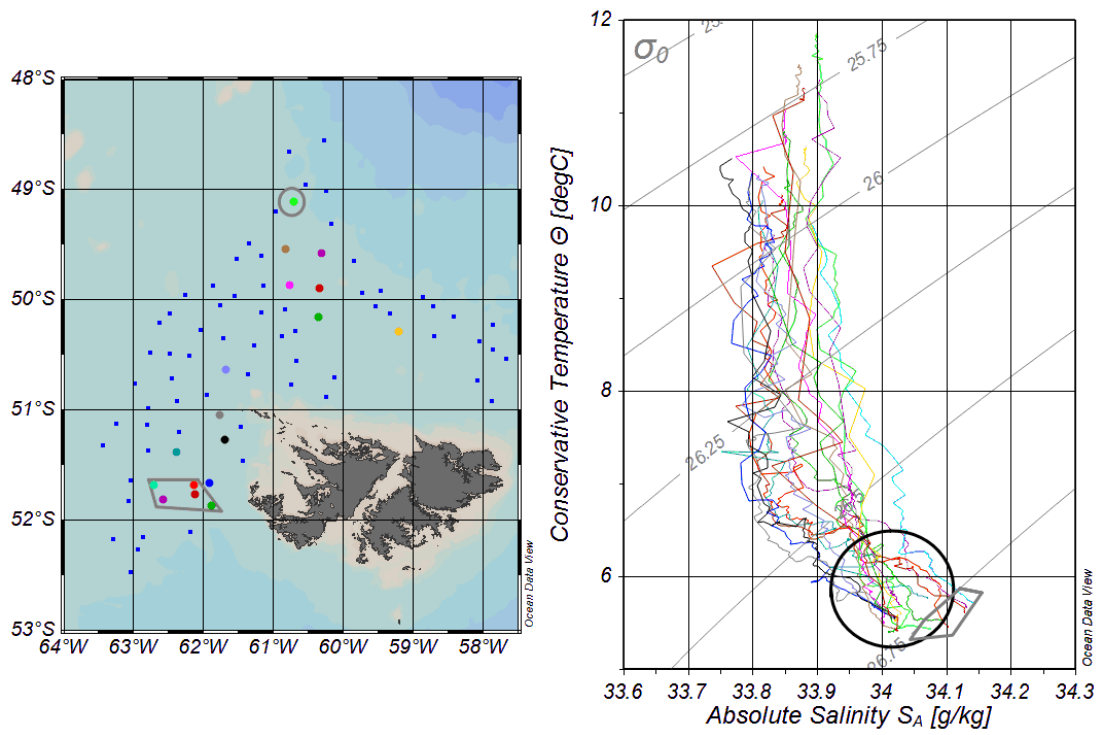 48°S
49°S
50°S
51°S
52°S
53°S
64°W
63°W
62°W
61°W
60°W
59°W
58°W
Ocean Data View
σ0
25.75
26
26.25
26.75
12
10
8
6
Conservative Temperature Θ [degC]
33.6
33.7
33.8
33.9
34
34.1
34.2
34.3
Absolute Salinity SA [g/kg]
Ocean Data View